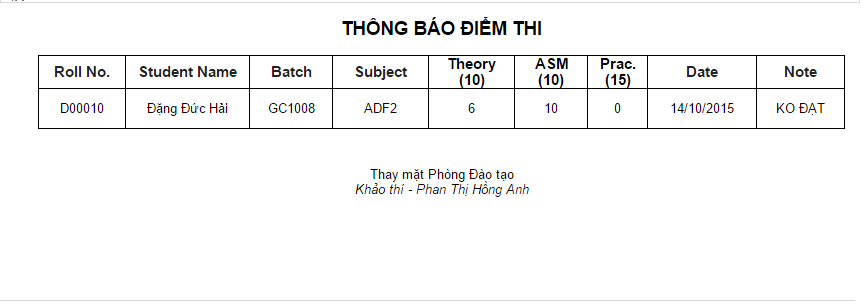 THÔNG BÁO ĐIỂM THI
Roll No. Student Name Batch Subject Theory (10) ASM (10) Prac. (15) Date Note
D00010 Đặng Đức Hải GC1008 ADF2 6 10 0 14/10/2015 KO ĐẠT
Thay mặt Phòng Đào tạo
Khảo thí - Phan Thị Hồng Anh